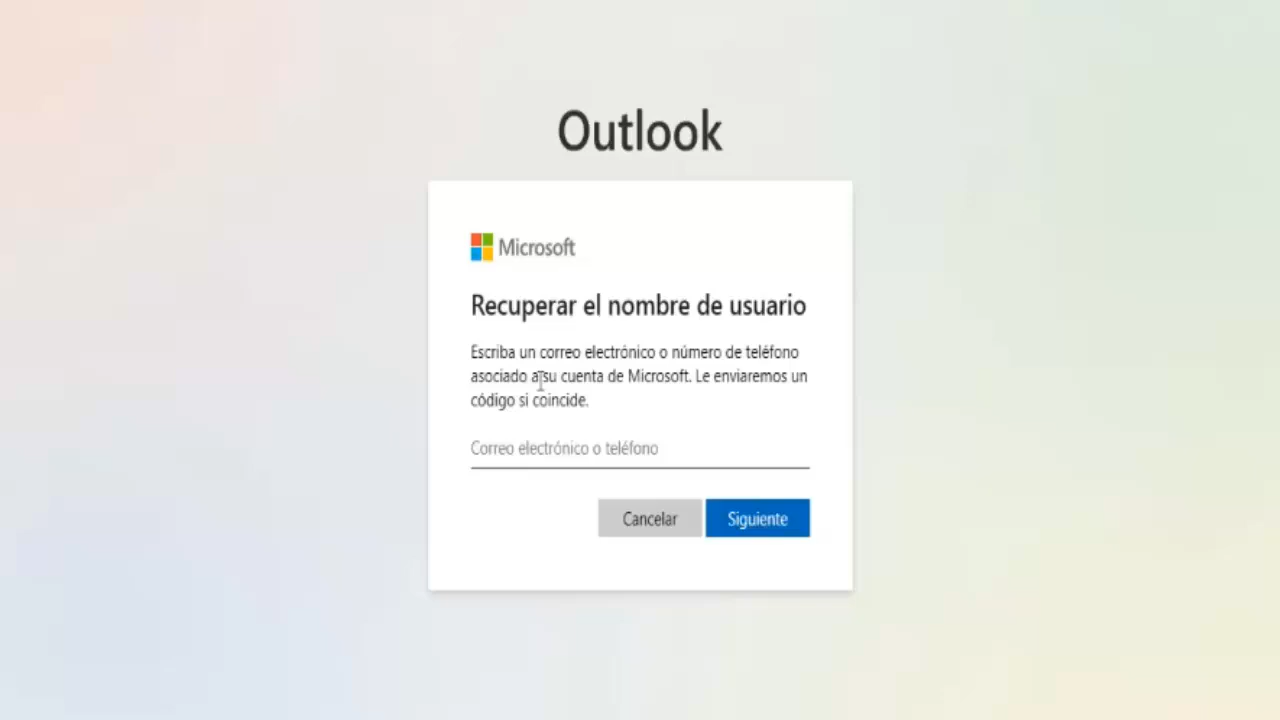 Outlook
Microsoft
Recuperar el nombre de usuario
Escriba un correo electrónico o número de teléfono
asociado a su cuenta de Microsoft. Le enviaremos un
código si coincide.
Correo electrónico o teléfono
Cancelar
Siguiente